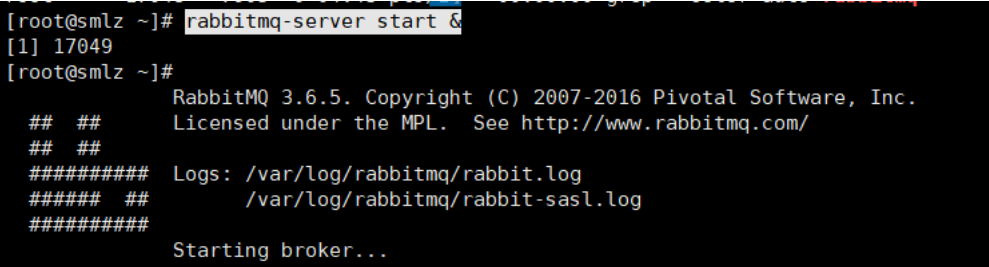 [root@smlz ~]# rabbitmq-server start &
[1] 17049
[root@smlz ~]#
RabbitMQ 3.6.5. Copyright (C) 2007-2016 Pivotal Software, Inc.
## ## Licensed under the MPL. See http://www.rabbitmq.com/
## ##
########## Logs: /var/log/rabbitmq/rabbit.log
###### ## /var/log/rabbitmq/rabbit-sasl.log
##########
Starting broker...